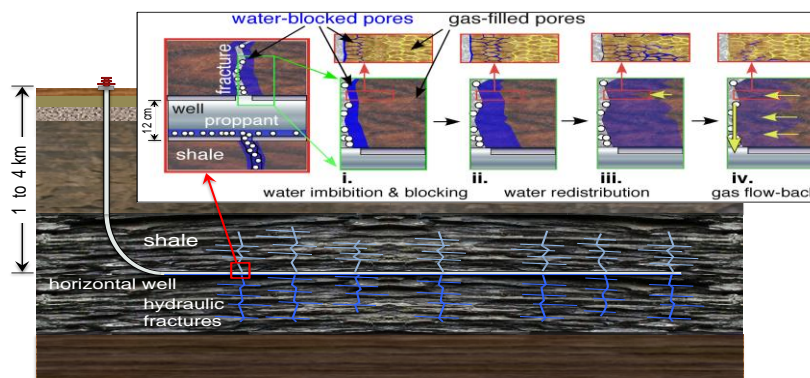 water-blocked pores
gas-filled pores
fracture
well
proppant
12 cm
shale
i.
ii.
iii.
iv.
water imbibition & blocking
water redistribution
gas flow-back
1 to 4 km
shale
horizontal well
hydraulic
fractures